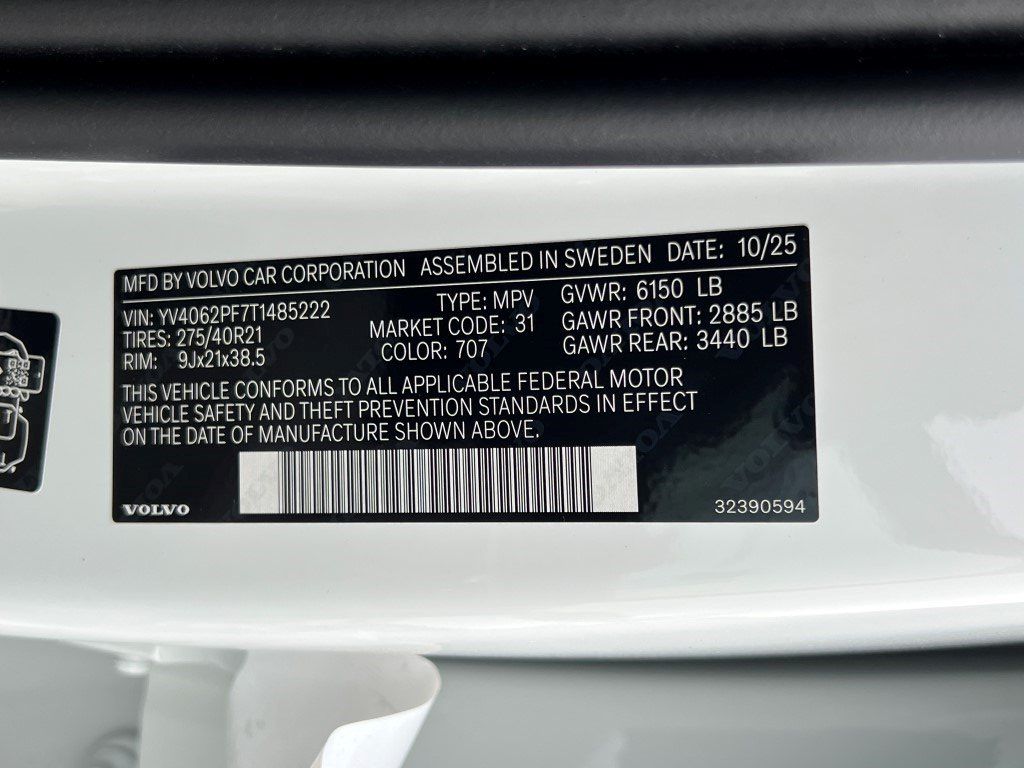 MFD BY VOLVO CAR CORPORATION ASSEMBLED IN SWEDEN DATE: 10/25
VIN: YV4062PF7T1485222 TYPE: MPV GVWR: 6150 LB
TIRES: 275/40R21 MARKET CODE: 31 GAWR FRONT: 2885 LB
RIM: 9Jx21x38.5 COLOR: 707 GAWR REAR: 3440 LB
THIS VEHICLE CONFORMS TO ALL APPLICABLE FEDERAL MOTOR
VEHICLE SAFETY AND THEFT PREVENTION STANDARDS IN EFFECT
ON THE DATE OF MANUFACTURE SHOWN ABOVE.
VOLVO 32390594